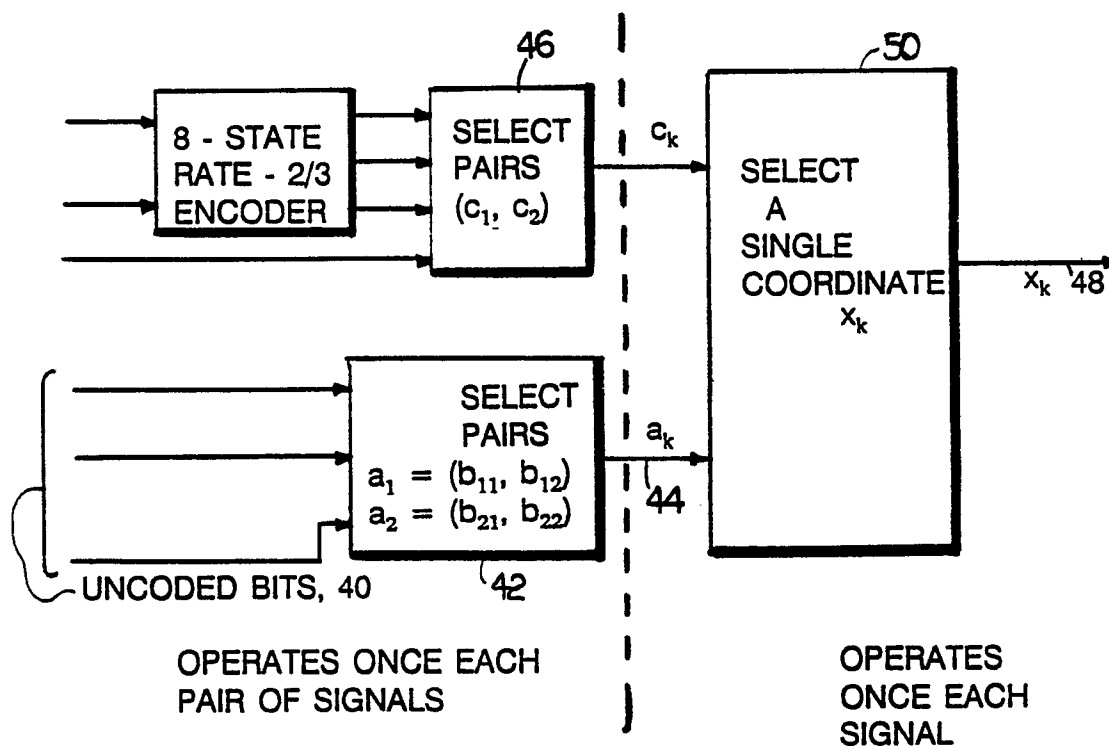 46
50
8 - STATE
RATE - 2/3
ENCODER
SELECT
PAIRS
(c₁, c₂)
cₖ
SELECT
A
SINGLE
COORDINATE
xₖ
xₖ
48
SELECT
PAIRS
a₁ = (b₁₁, b₁₂)
a₂ = (b₂₁, b₂₂)
aₖ
44
UNCODED BITS, 40
42
OPERATES ONCE EACH
PAIR OF SIGNALS
OPERATES
ONCE EACH
SIGNAL